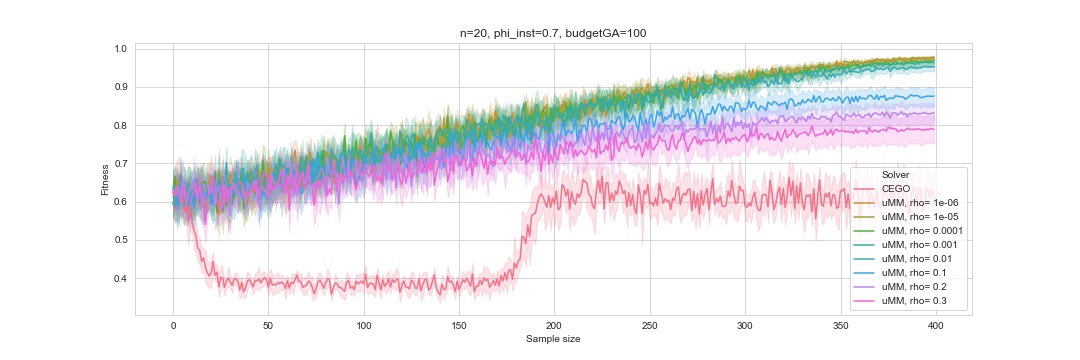 n=20, phi_inst=0.7, budgetGA=100
1.0
0.9
0.8
0.7
0.6
0.5
0.4
Fitness
0
50
100
150
200
250
300
350
400
Sample size
Solver
CEGO
uMM, rho= 1e-06
uMM, rho= 1e-05
uMM, rho= 0.0001
uMM, rho= 0.001
uMM, rho= 0.01
uMM, rho= 0.1
uMM, rho= 0.2
uMM, rho= 0.3